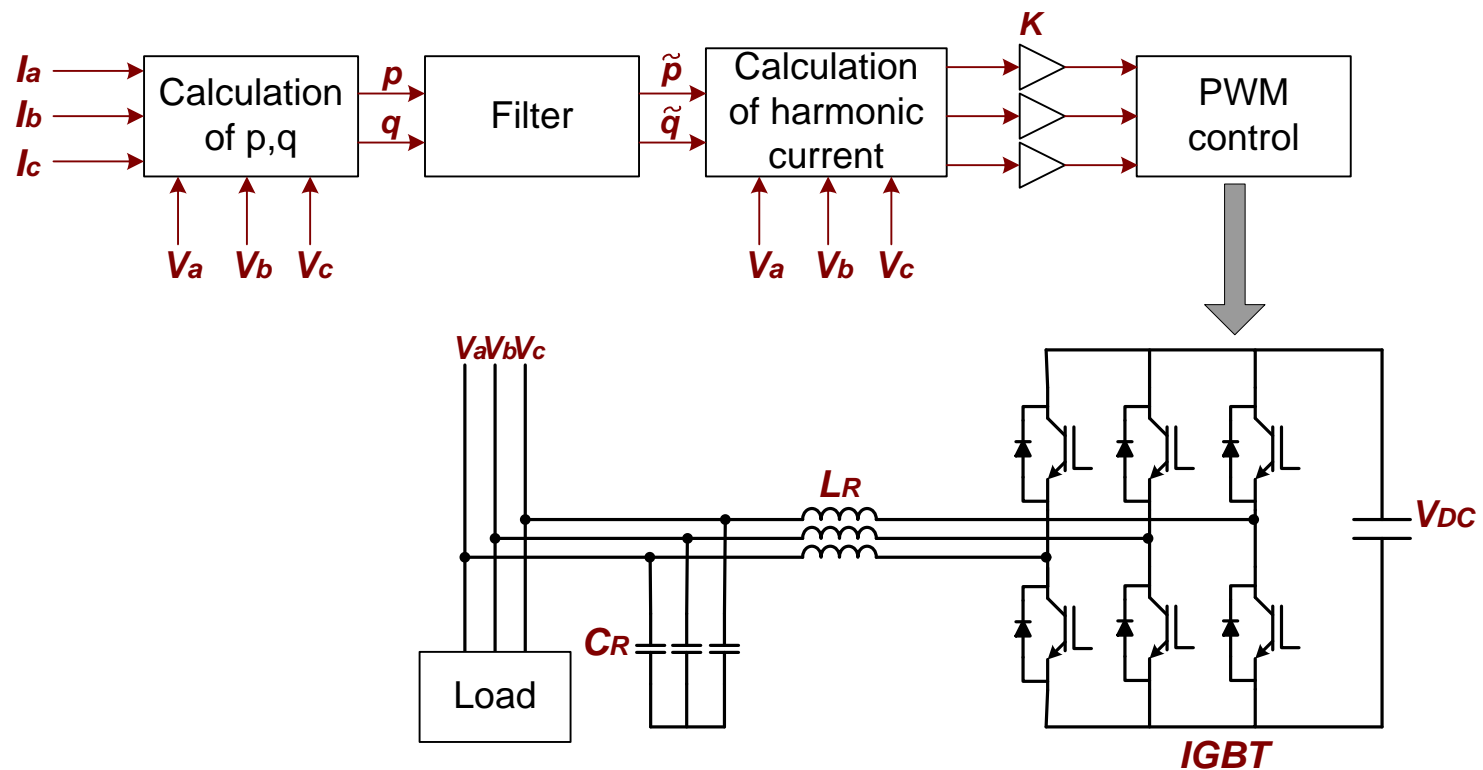 K
Ia
Ib
Ic
Calculation
of p,q
p
q
Filter
p̃
q̃
Calculation
of harmonic
current
PWM
control
Va Vb Vc
Va Vb Vc
VaVbVc
LR
VDC
CR
Load
IGBT